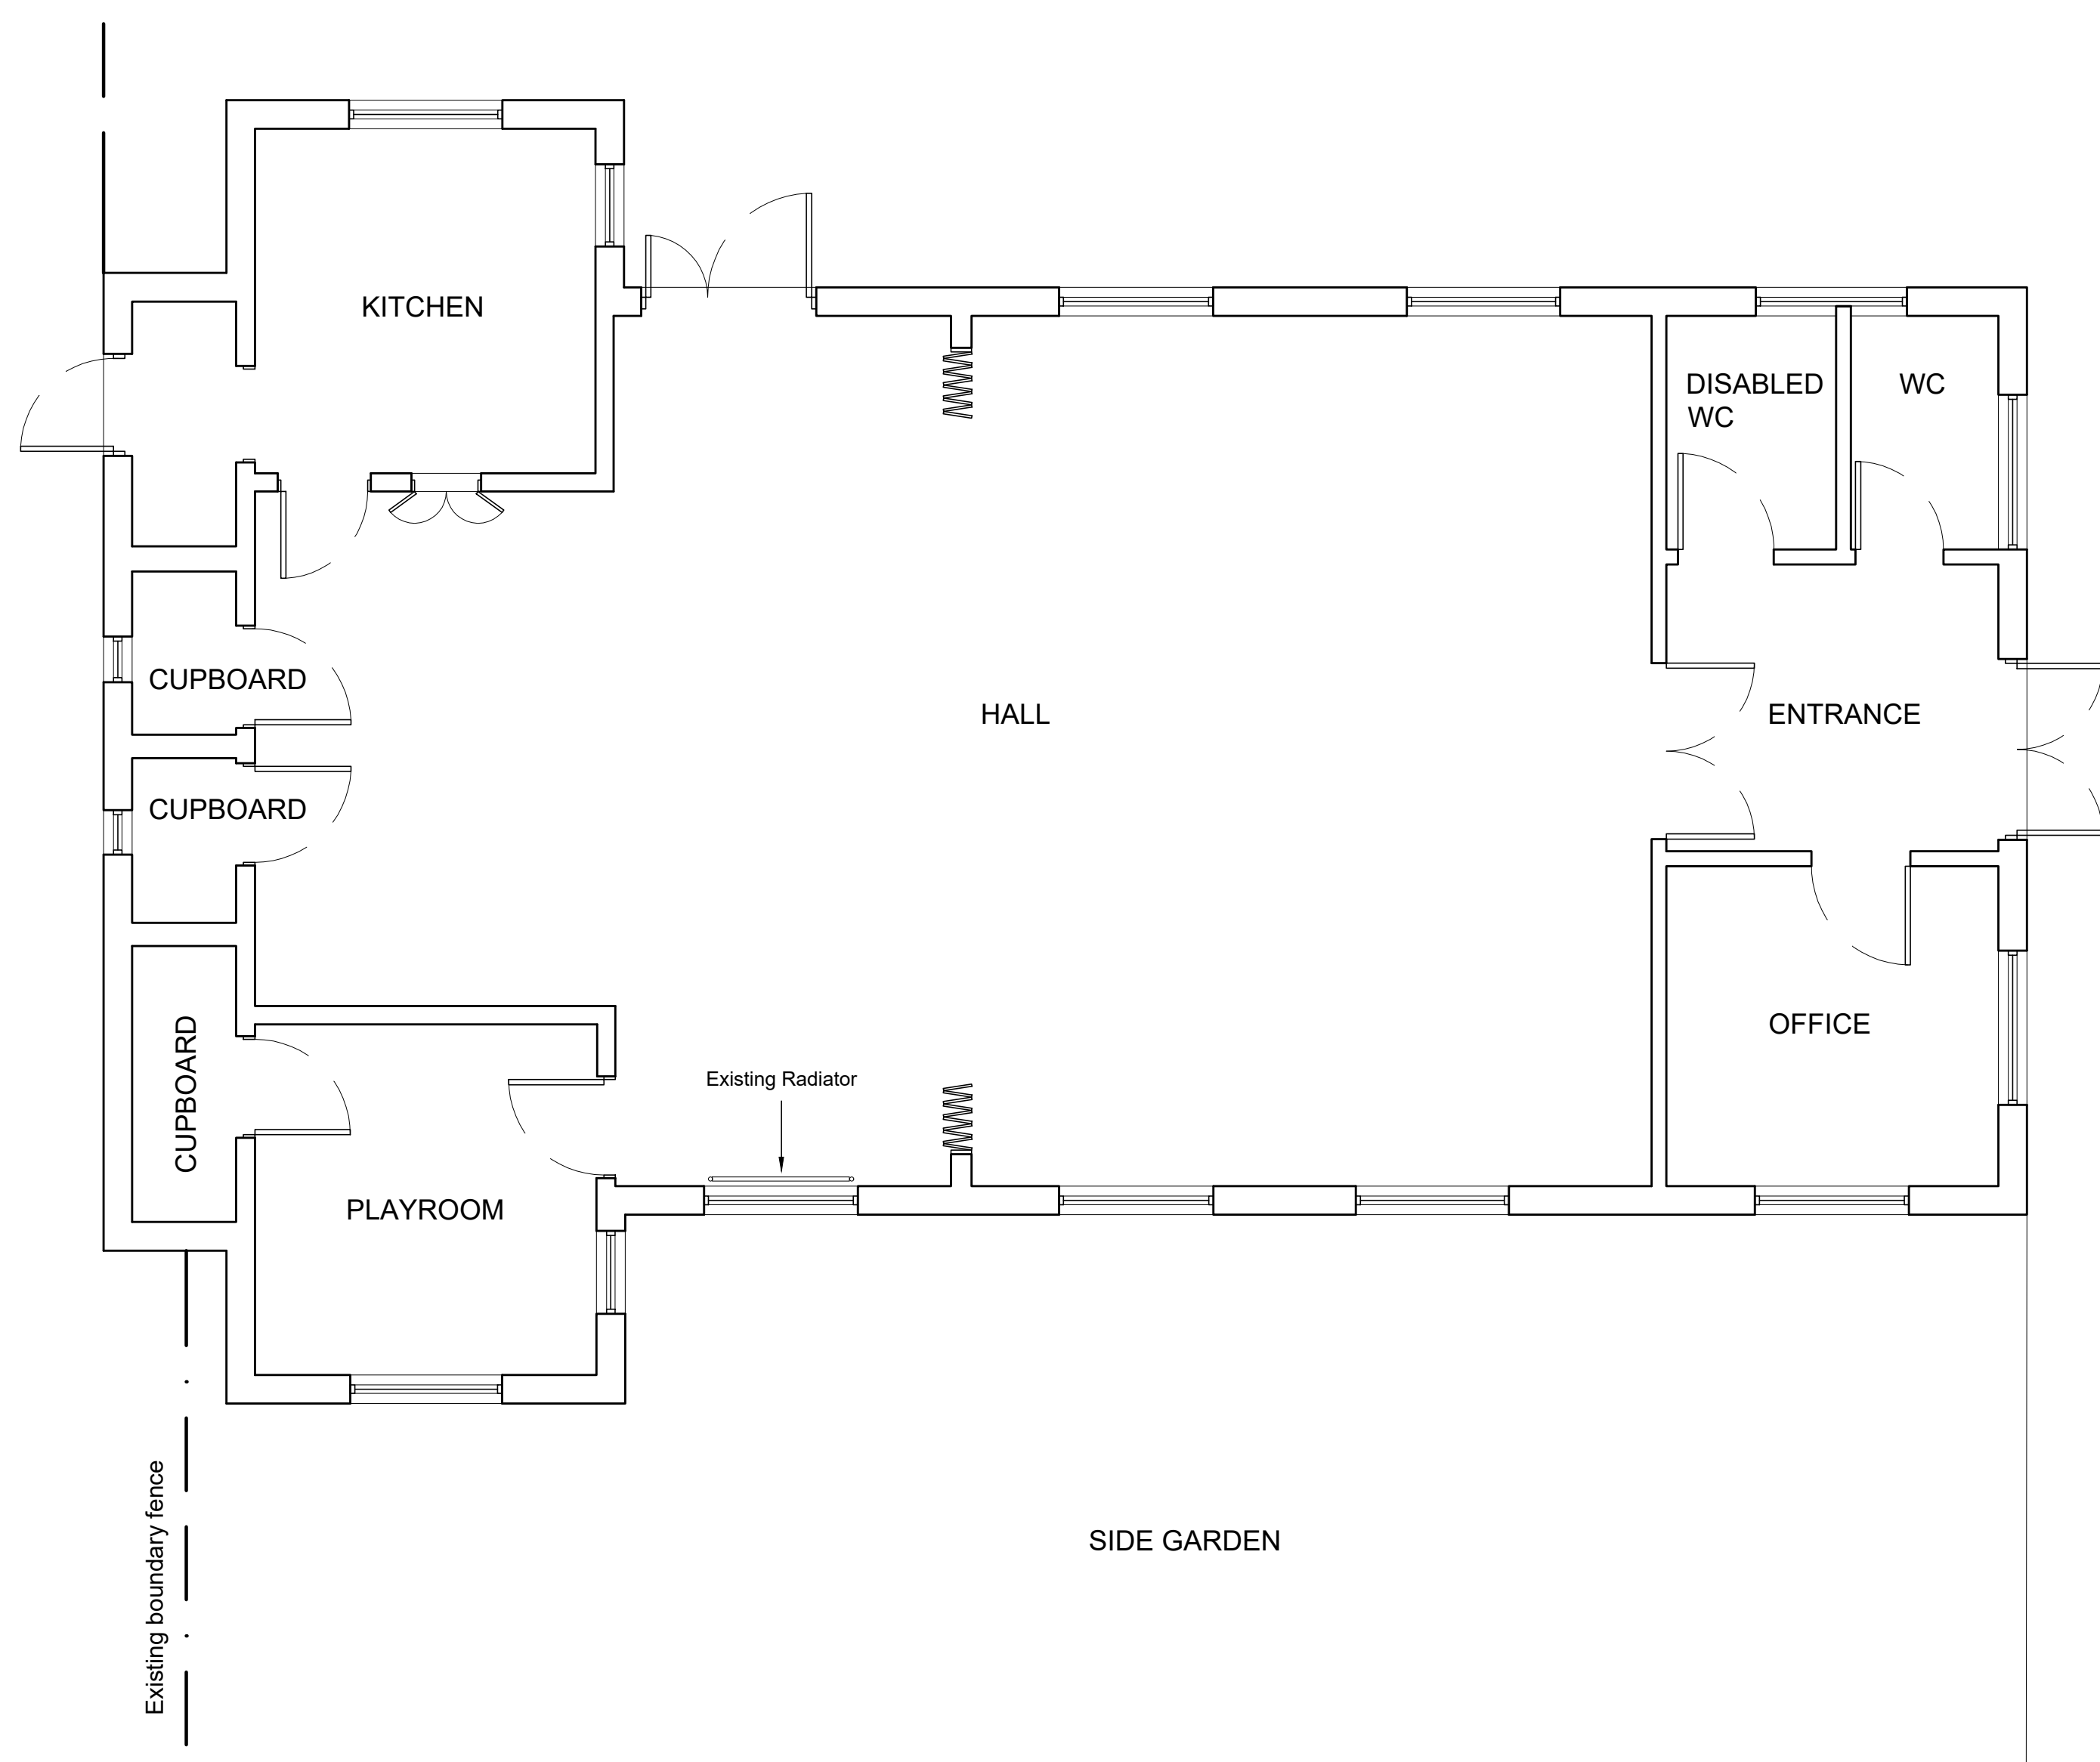 KITCHEN
DISABLED
WC
WC
CUPBOARD
HALL
ENTRANCE
CUPBOARD
CUPBOARD
OFFICE
Existing Radiator
PLAYROOM
SIDE GARDEN
Existing boundary fence